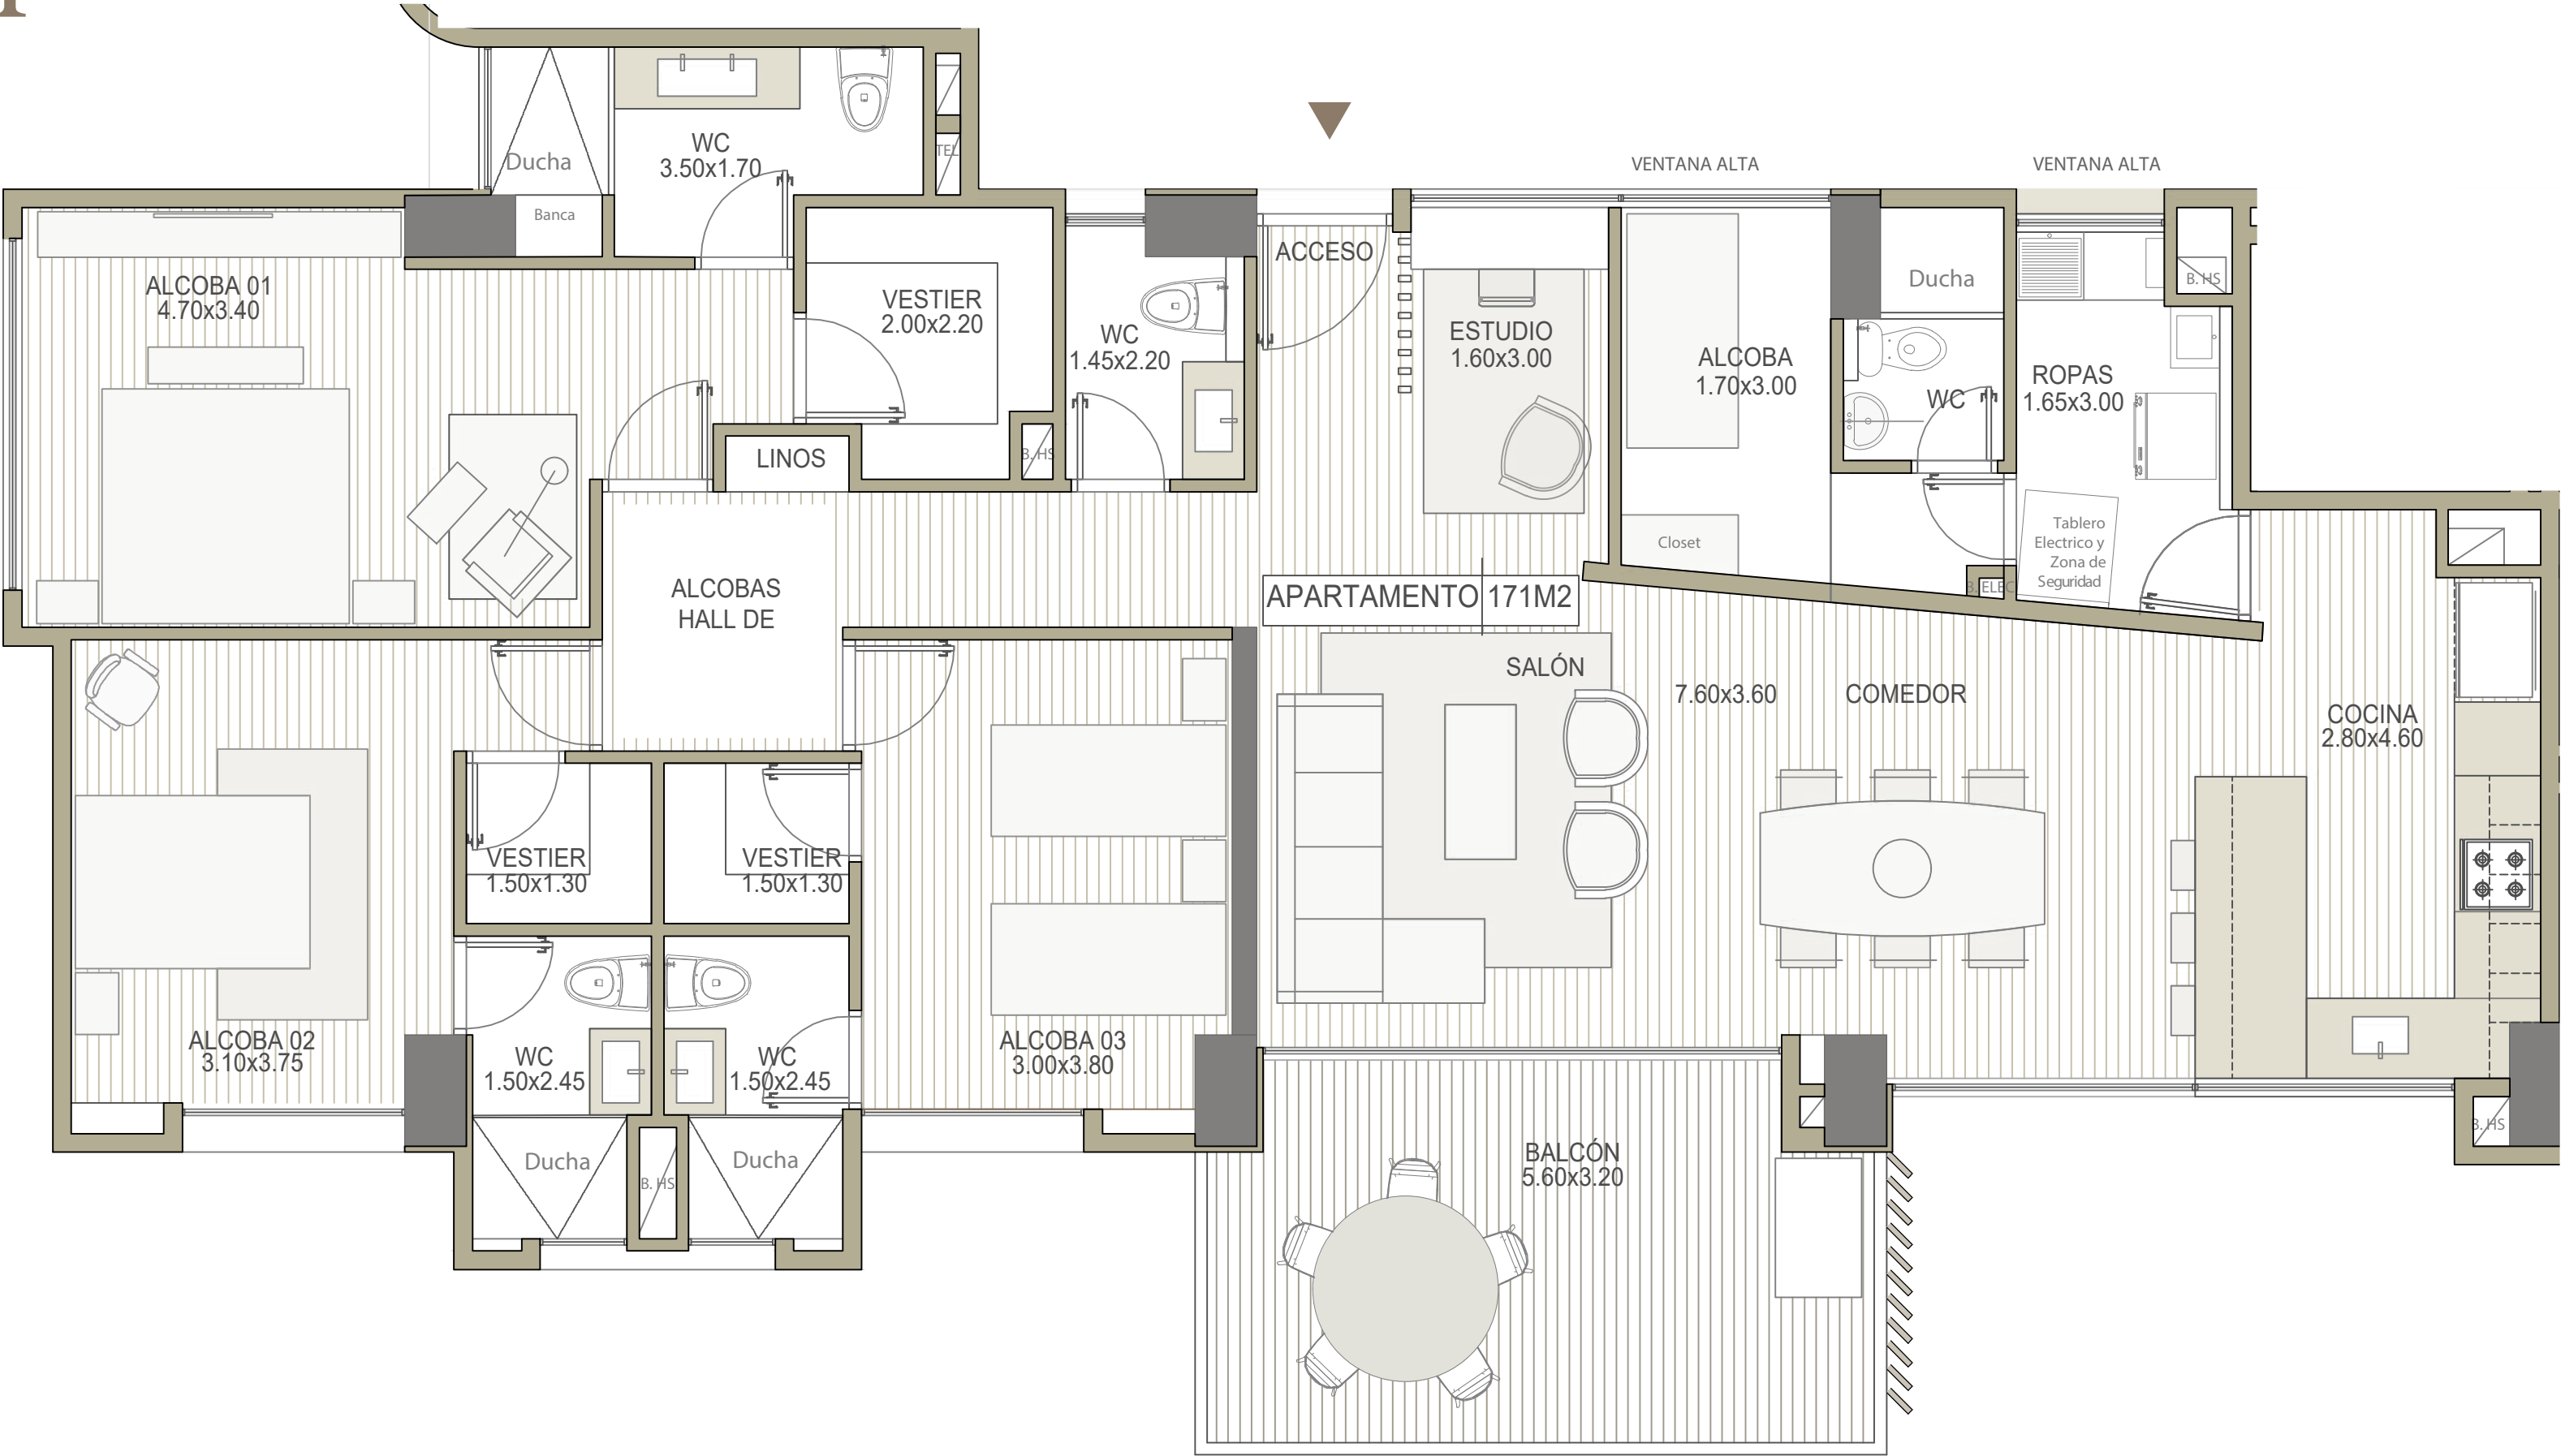 WC
3.50x1.70
Ducha
Banca
TEL
VENTANA ALTA
VENTANA ALTA
ALCOBA 01
4.70x3.40
VESTIER
2.00x2.20
LINOS
B. HS
WC
1.45x2.20
ACCESO
ESTUDIO
1.60x3.00
ALCOBA
1.70x3.00
Closet
Ducha
WC
B. HS
ROPAS
1.65x3.00
Tablero
Electrico y
Zona de
Seguridad
B. ELEC
ALCOBAS
HALL DE
APARTAMENTO 171M2
SALÓN
7.60x3.60
COMEDOR
COCINA
2.80x4.60
VESTIER
1.50x1.30
VESTIER
1.50x1.30
ALCOBA 02
3.10x3.75
WC
1.50x2.45
WC
1.50x2.45
ALCOBA 03
3.00x3.80
Ducha
B. HS
Ducha
BALCÓN
5.60x3.20
B. HS